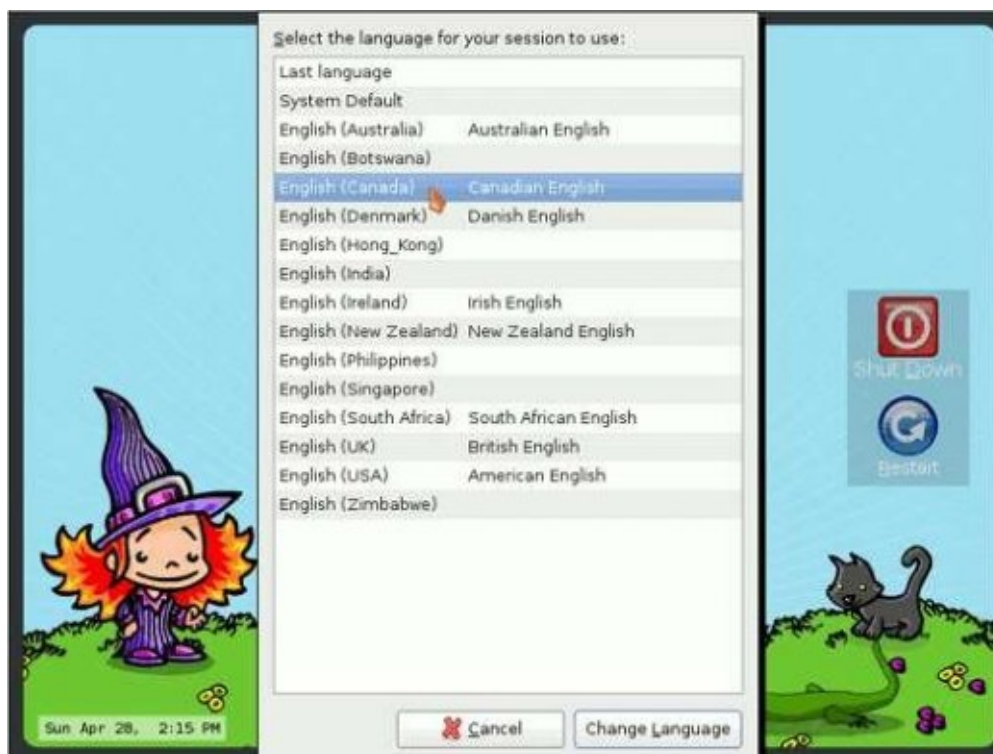 Select the language for your session to use:
Last language
System Default
English (Australia) Australian English
English (Botswana)
English (Canada) Canadian English
English (Denmark) Danish English
English (Hong_Kong)
English (India)
English (Ireland) Irish English
English (New Zealand) New Zealand English
English (Philippines)
English (Singapore)
English (South Africa) South African English
English (UK) British English
English (USA) American English
English (Zimbabwe)
Shut Down
Restart
Sun Apr 28, 2:15 PM
Cancel
Change Language